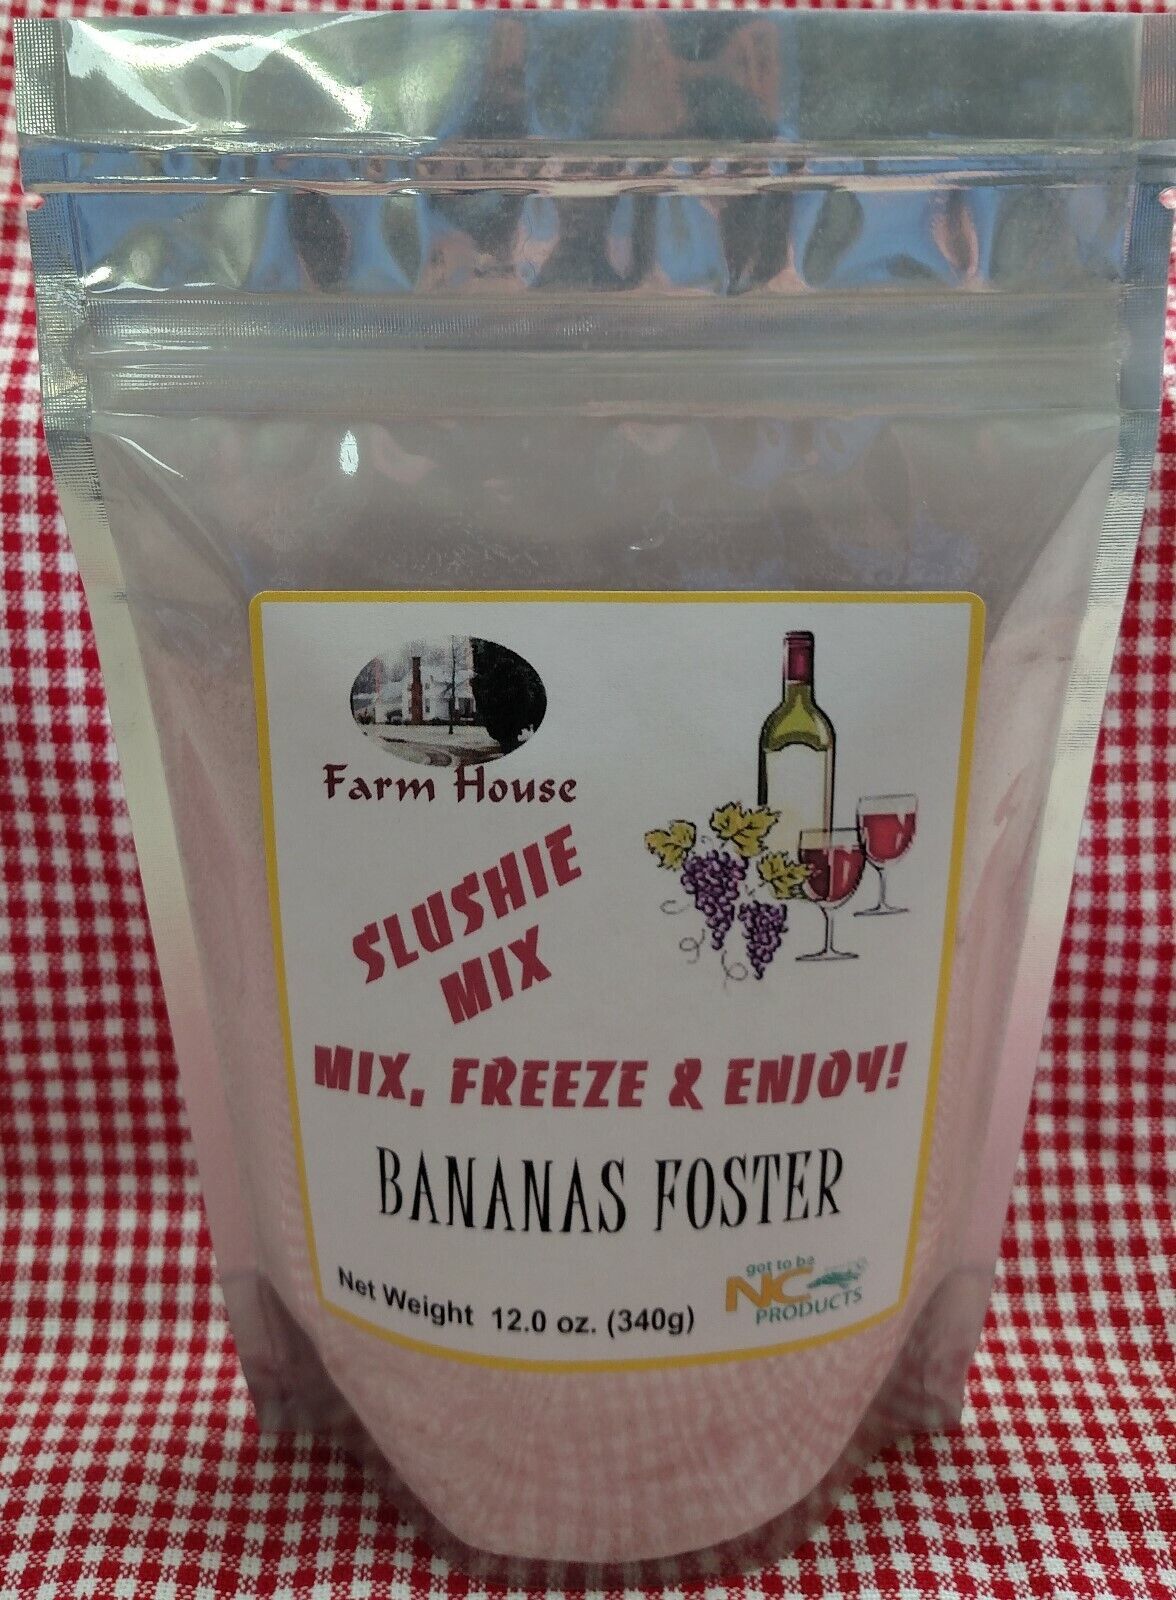 Farm House
SLUSHIE
MIX
MIX, FREEZE & ENJOY!
BANANAS FOSTER
Net Weight 12.0 oz. (340g)
got to be
NC
PRODUCTS